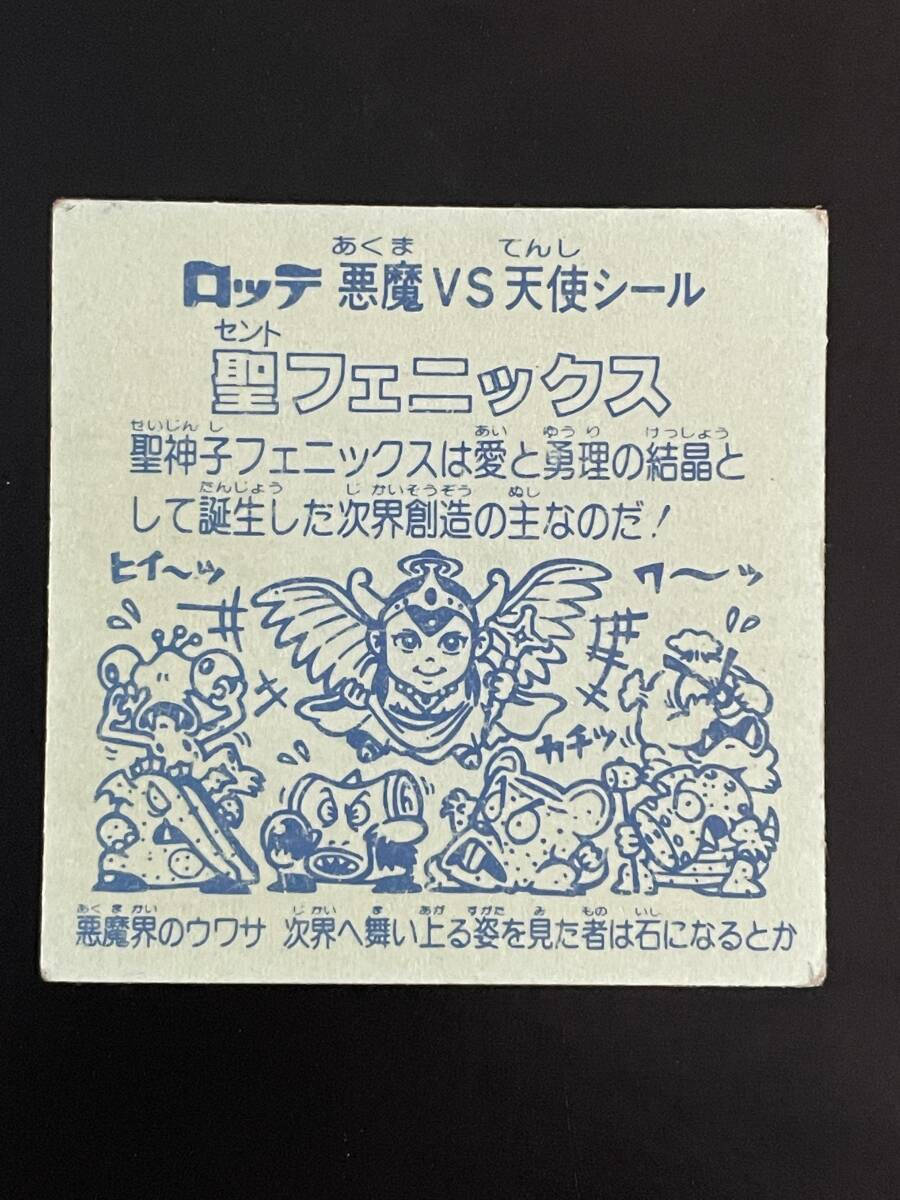 あくま てんし
ロッテ 悪魔VS天使シール
セント
聖フェニックス
せいじんし あい ゆうり けっしょう
聖神子フェニックスは愛と勇理の結晶と
たんじょう じかいそうぞう ぬし
して誕生した次界創造の主なのだ!
ヒイ〜ッ
ワ〜ッ
カチッ
あくまかい じかい ま あが すがた み もの いし
悪魔界のウワサ 次界へ舞い上る姿を見た者は石になるとか